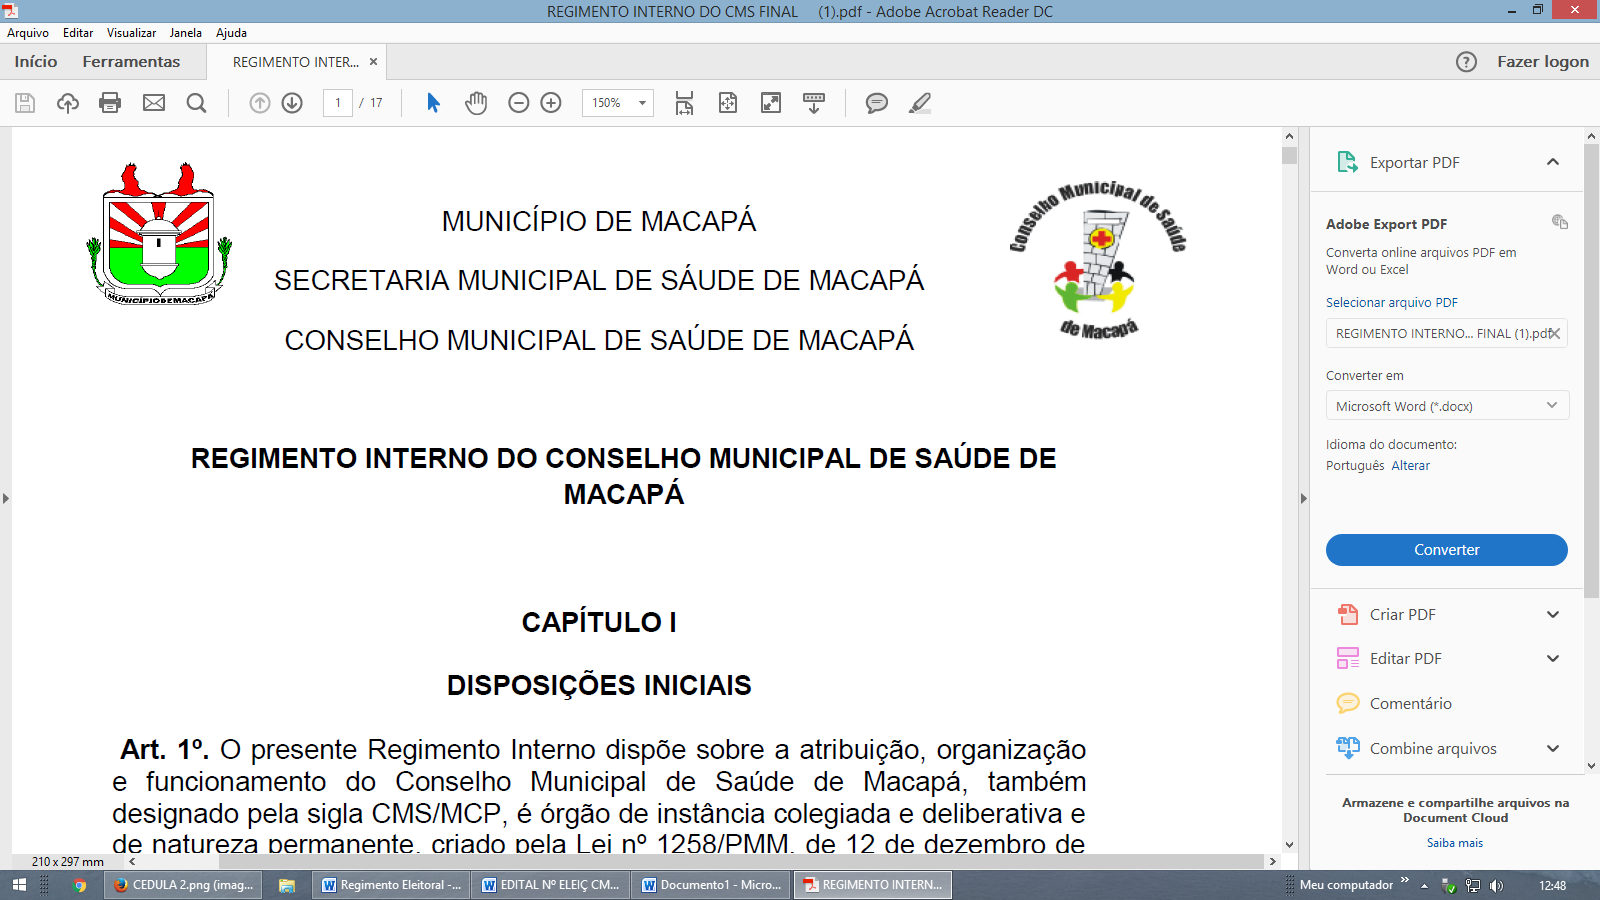 REGIMENTO INTERNO DO CMS FINAL (1).pdf - Adobe Acrobat Reader DC
Arquivo Editar Visualizar Janela Ajuda
Início Ferramentas REGIMENTO INTER... × Fazer logon
1 / 17 150%
Conselho Municipal de Saúde
de Macapá
MUNICÍPIO DE MACAPÁ
MUNICÍPIO DE MACAPÁ
SECRETARIA MUNICIPAL DE SÁUDE DE MACAPÁ
CONSELHO MUNICIPAL DE SAÚDE DE MACAPÁ
REGIMENTO INTERNO DO CONSELHO MUNICIPAL DE SAÚDE DE
MACAPÁ
CAPÍTULO I
DISPOSIÇÕES INICIAIS
Art. 1º. O presente Regimento Interno dispõe sobre a atribuição, organização
e funcionamento do Conselho Municipal de Saúde de Macapá, também
designado pela sigla CMS/MCP, é órgão de instância colegiada e deliberativa e
de natureza permanente, criado pela Lei nº 1258/PMM, de 12 de dezembro de
210 x 297 mm
Exportar PDF
Adobe Export PDF
Converta online arquivos PDF em
Word ou Excel
Selecionar arquivo PDF
REGIMENTO INTERNO... FINAL (1).pdf
Converter em
Microsoft Word (*.docx)
Idioma do documento:
Português Alterar
Converter
Criar PDF
Editar PDF
Comentário
Combine arquivos
Armazene e compartilhe arquivos na
Document Cloud
Saiba mais
CEDULA 2.png (imag... Regimento Eleitoral -... EDITAL Nº ELEIÇ CM... Documento1 - Micro... REGIMENTO INTERN... Meu computador » 12:48